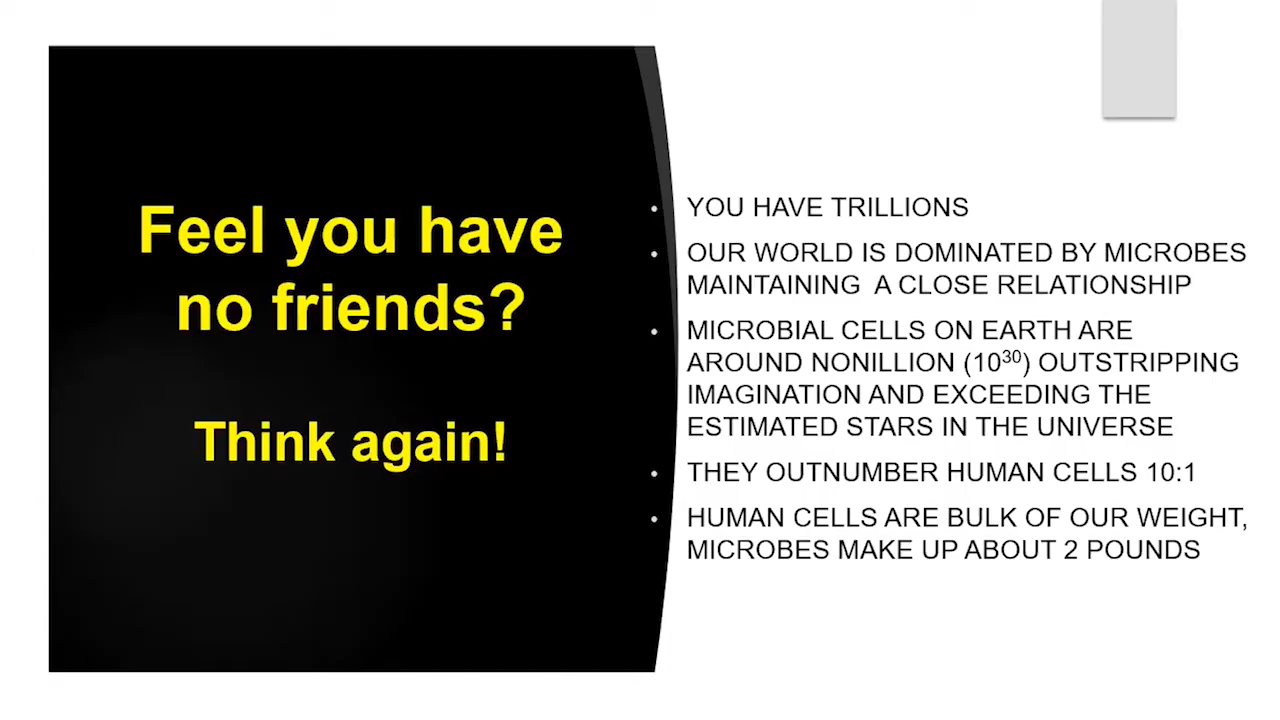 Feel you have
no friends?
Think again!
• YOU HAVE TRILLIONS
• OUR WORLD IS DOMINATED BY MICROBES
MAINTAINING A CLOSE RELATIONSHIP
• MICROBIAL CELLS ON EARTH ARE
AROUND NONILLION (10³⁰) OUTSTRIPPING
IMAGINATION AND EXCEEDING THE
ESTIMATED STARS IN THE UNIVERSE
• THEY OUTNUMBER HUMAN CELLS 10:1
• HUMAN CELLS ARE BULK OF OUR WEIGHT,
MICROBES MAKE UP ABOUT 2 POUNDS